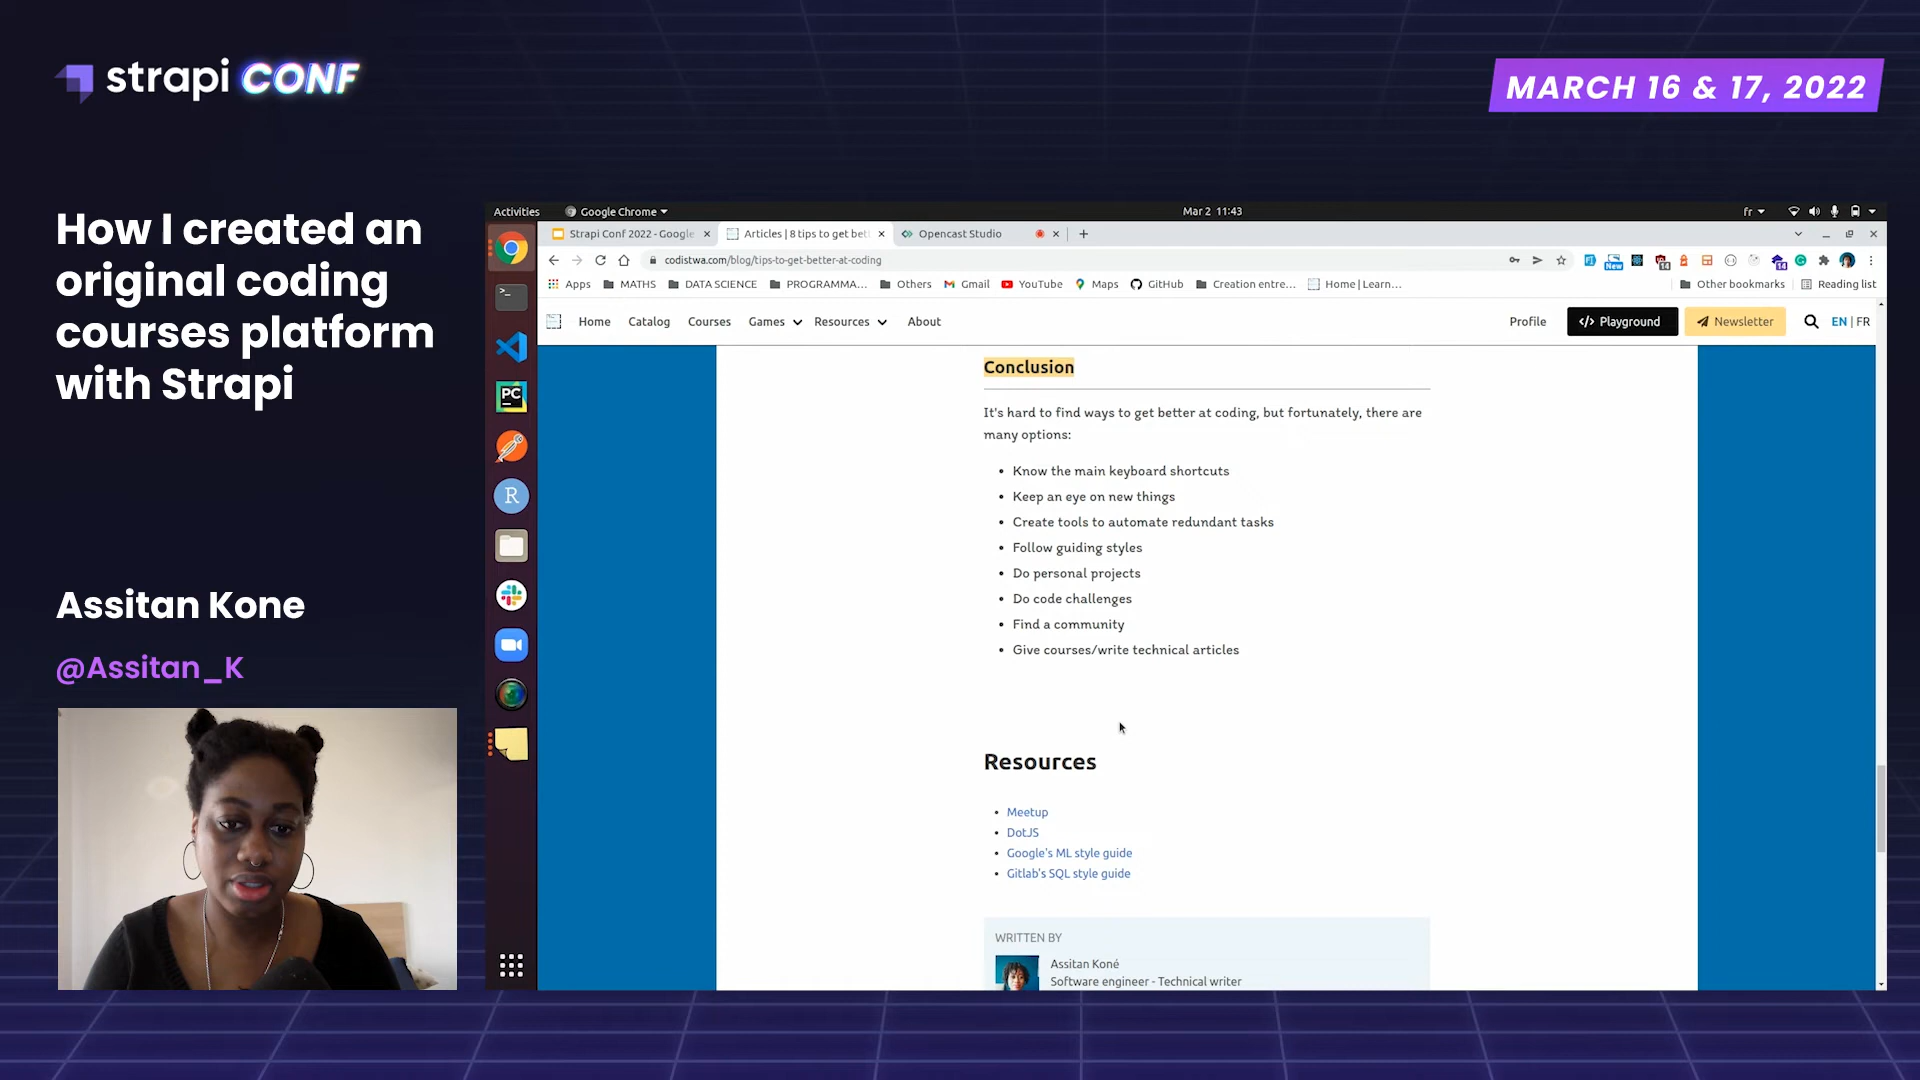 strapi CONF
MARCH 16 & 17, 2022
How I created an
original coding
courses platform
with Strapi
Assitan Kone
@Assitan_K
Activities
Google Chrome
Mar 2 11:43
fr
Strapi Conf 2022 - Google
Articles | 8 tips to get bet
Opencast Studio
codistwa.com/blog/tips-to-get-better-at-coding
Apps
MATHS
DATA SCIENCE
PROGRAMMA...
Others
Gmail
YouTube
Maps
GitHub
Creation entre...
Home | Learn...
Other bookmarks
Reading list
Home
Catalog
Courses
Games
Resources
About
Profile
</> Playground
Newsletter
EN | FR
Conclusion
It's hard to find ways to get better at coding, but fortunately, there are
many options:
• Know the main keyboard shortcuts
• Keep an eye on new things
• Create tools to automate redundant tasks
• Follow guiding styles
• Do personal projects
• Do code challenges
• Find a community
• Give courses/write technical articles
Resources
• Meetup
• DotJS
• Google's ML style guide
• Gitlab's SQL style guide
WRITTEN BY
Assitan Koné
Software engineer - Technical writer
PC
R
New
14
14